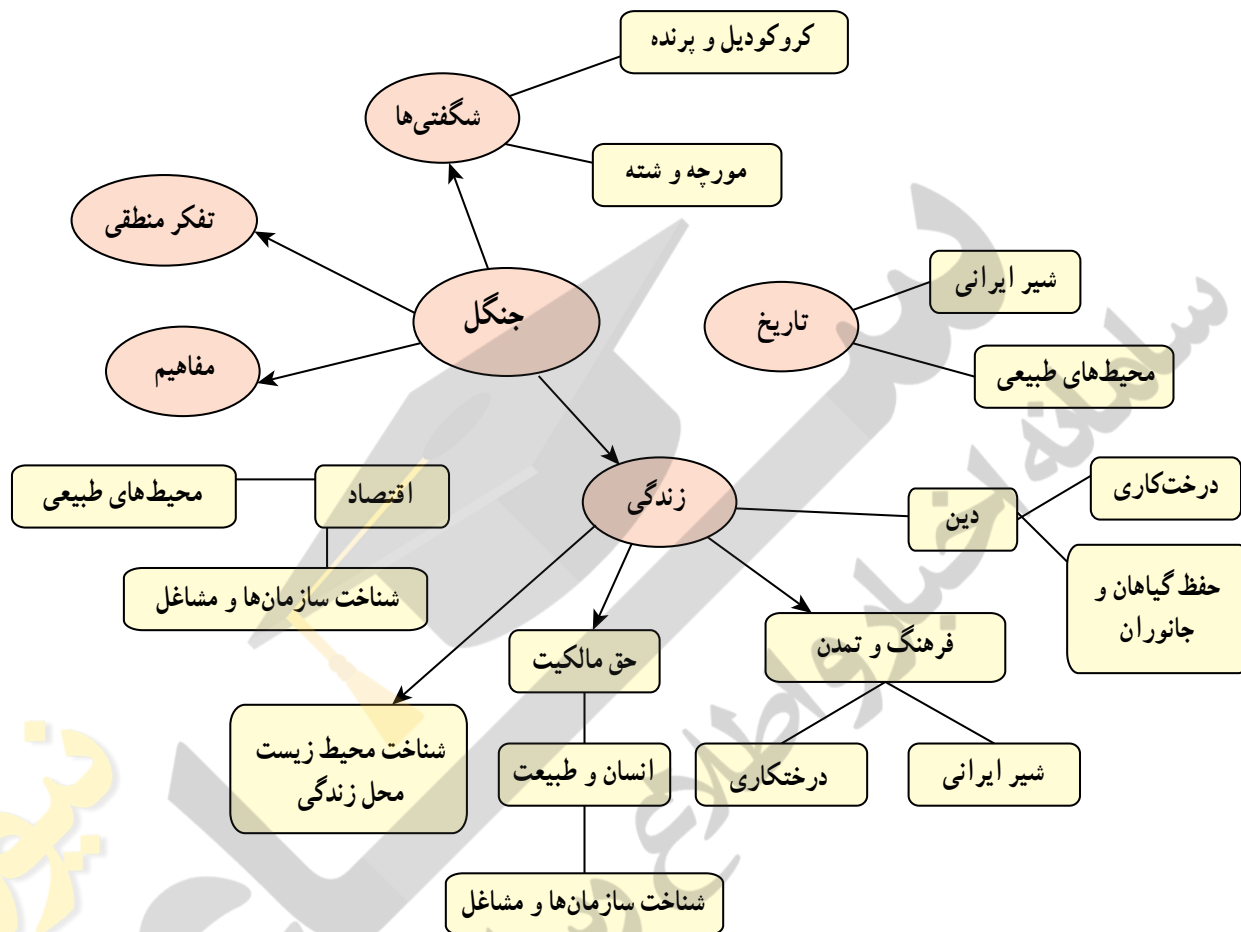 کروکودیل و پرنده
شگفتی‌ها
مورچه و شته
تفکر منطقی
جنگل
مفاهیم
شیر ایرانی
تاریخ
محیط‌های طبیعی
زندگی
درخت‌کاری
دین
حفظ گیاهان و
جانوران
اقتصاد
محیط‌های طبیعی
شناخت سازمان‌ها و مشاغل
فرهنگ و تمدن
حق مالکیت
شناخت محیط زیست
محل زندگی
شیر ایرانی
درختکاری
انسان و طبیعت
شناخت سازمان‌ها و مشاغل